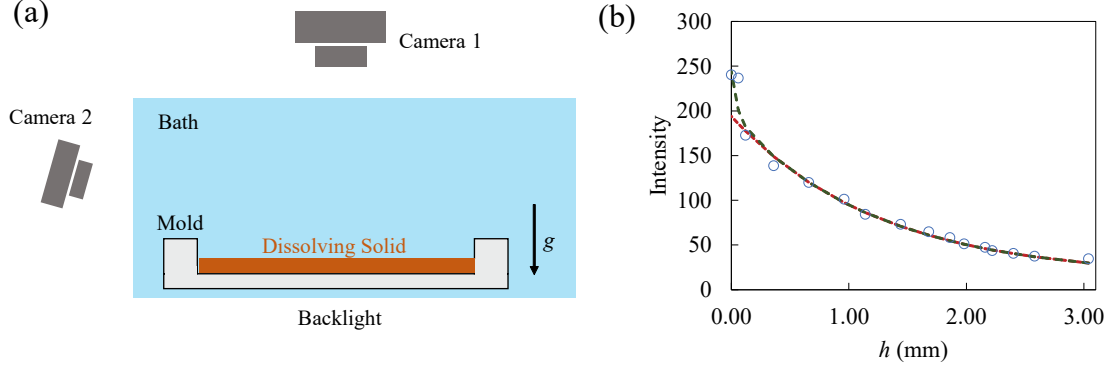 (a)
Camera 1
Camera 2
Bath
Mold
Dissolving Solid
g
Backlight
(b)
300
250
200
150
100
50
0
Intensity
0.00
1.00
2.00
3.00
h (mm)